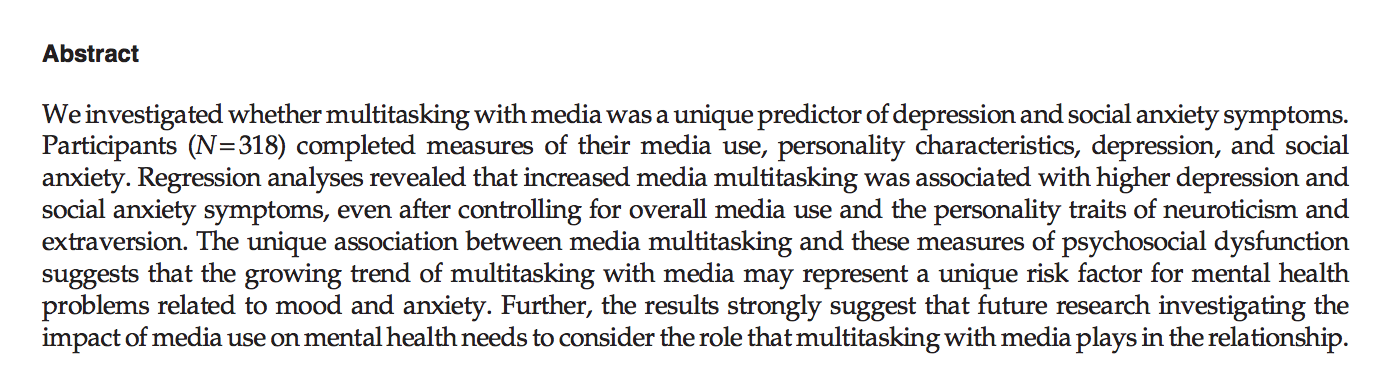 Abstract
We investigated whether multitasking with media was a unique predictor of depression and social anxiety symptoms.
Participants (N=318) completed measures of their media use, personality characteristics, depression, and social
anxiety. Regression analyses revealed that increased media multitasking was associated with higher depression and
social anxiety symptoms, even after controlling for overall media use and the personality traits of neuroticism and
extraversion. The unique association between media multitasking and these measures of psychosocial dysfunction
suggests that the growing trend of multitasking with media may represent a unique risk factor for mental health
problems related to mood and anxiety. Further, the results strongly suggest that future research investigating the
impact of media use on mental health needs to consider the role that multitasking with media plays in the relationship.